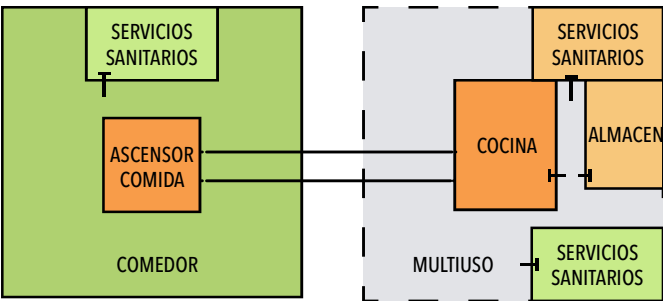 SERVICIOS
SANITARIOS
ASCENSOR
COMIDA
COMEDOR
SERVICIOS
SANITARIOS
COCINA
ALMACEN
MULTIUSO
SERVICIOS
SANITARIOS